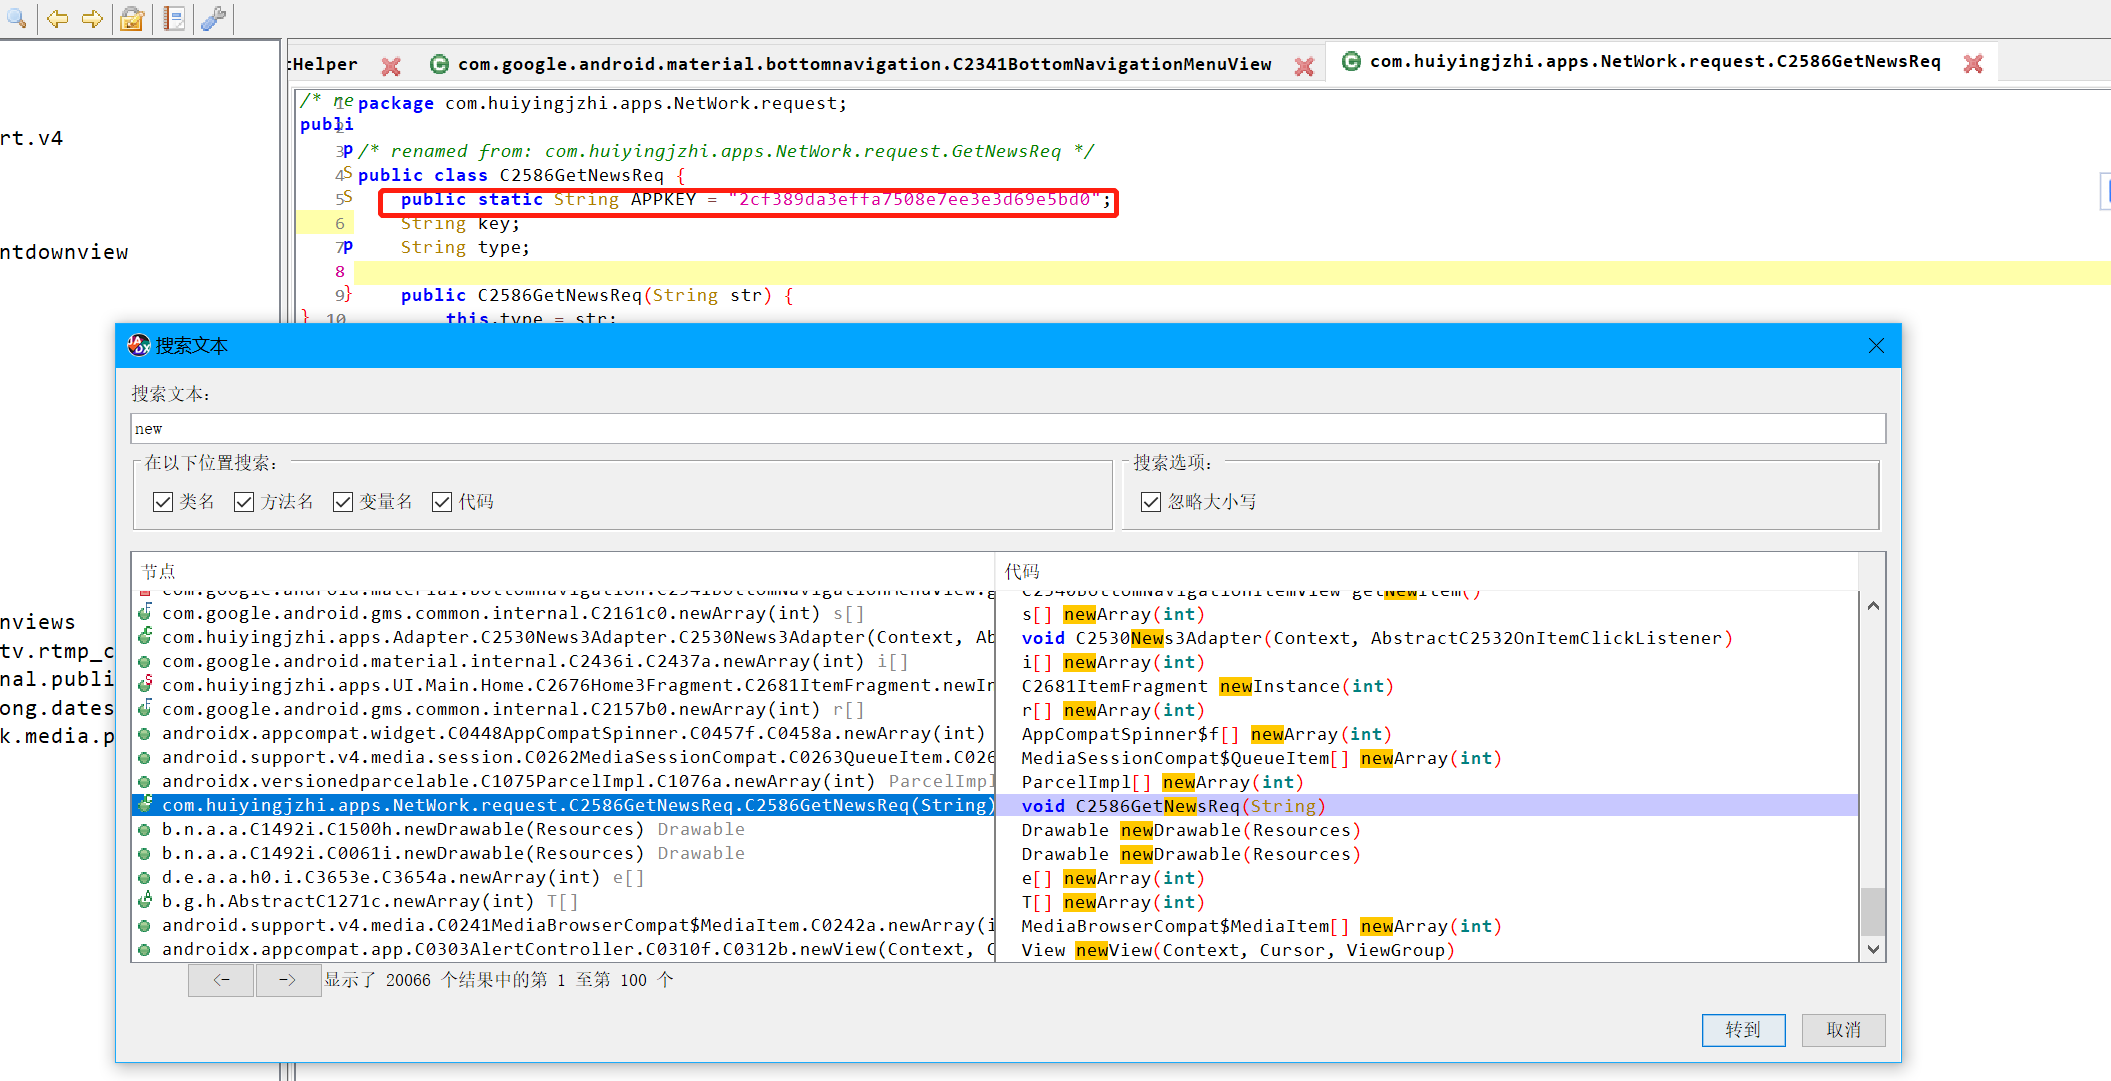 tHelper
com.google.android.material.bottomnavigation.C2341BottomNavigationMenuView
com.huiyingjzhi.apps.NetWork.request.C2586GetNewsReq
rt.v4
ntdownview
nviews
tv.rtmp_c
nal.publi
ong.dates
k.media.p
/* re
publi
1 package com.huiyingjzhi.apps.NetWork.request;
2
3 /* renamed from: com.huiyingjzhi.apps.NetWork.request.GetNewsReq */
4 public class C2586GetNewsReq {
5 public static String APPKEY = "2cf389da3effa7508e7ee3e3d69e5bd0";
6 String key;
7 String type;
8
9 public C2586GetNewsReq(String str) {
10 this.type = str;
搜索文本
搜索文本:
new
在以下位置搜索:
类名 方法名 变量名 代码
搜索选项:
忽略大小写
节点
com.google.android.material.bottomnavigation.C2341BottomNavigationMenuView.g
com.google.android.gms.common.internal.C2161c0.newArray(int) s[]
com.huiyingjzhi.apps.Adapter.C2530News3Adapter.C2530News3Adapter(Context, Ab
com.google.android.material.internal.C2436i.C2437a.newArray(int) i[]
com.huiyingjzhi.apps.UI.Main.Home.C2676Home3Fragment.C2681ItemFragment.newIn
com.google.android.gms.common.internal.C2157b0.newArray(int) r[]
androidx.appcompat.widget.C0448AppCompatSpinner.C0457f.C0458a.newArray(int)
android.support.v4.media.session.C0262MediaSessionCompat.C0263QueueItem.C026
androidx.versionedparcelable.C1075ParcelImpl.C1076a.newArray(int) ParcelImpl
com.huiyingjzhi.apps.NetWork.request.C2586GetNewsReq.C2586GetNewsReq(String)
b.n.a.a.C1492i.C1500h.newDrawable(Resources) Drawable
b.n.a.a.C1492i.C0061i.newDrawable(Resources) Drawable
d.e.a.a.h0.i.C3653e.C3654a.newArray(int) e[]
b.g.h.AbstractC1271c.newArray(int) T[]
android.support.v4.media.C0241MediaBrowserCompat$MediaItem.C0242a.newArray(i
androidx.appcompat.app.C0303AlertController.C0310f.C0312b.newView(Context, C
代码
C2340BottomNavigationItemView getNewItem()
s[] newArray(int)
void C2530News3Adapter(Context, AbstractC2532OnItemClickListener)
i[] newArray(int)
C2681ItemFragment newInstance(int)
r[] newArray(int)
AppCompatSpinner$f[] newArray(int)
MediaSessionCompat$QueueItem[] newArray(int)
ParcelImpl[] newArray(int)
void C2586GetNewsReq(String)
Drawable newDrawable(Resources)
Drawable newDrawable(Resources)
e[] newArray(int)
T[] newArray(int)
MediaBrowserCompat$MediaItem[] newArray(int)
View newView(Context, Cursor, ViewGroup)
<- -> 显示了 20066 个结果中的第 1 至第 100 个
转到 取消